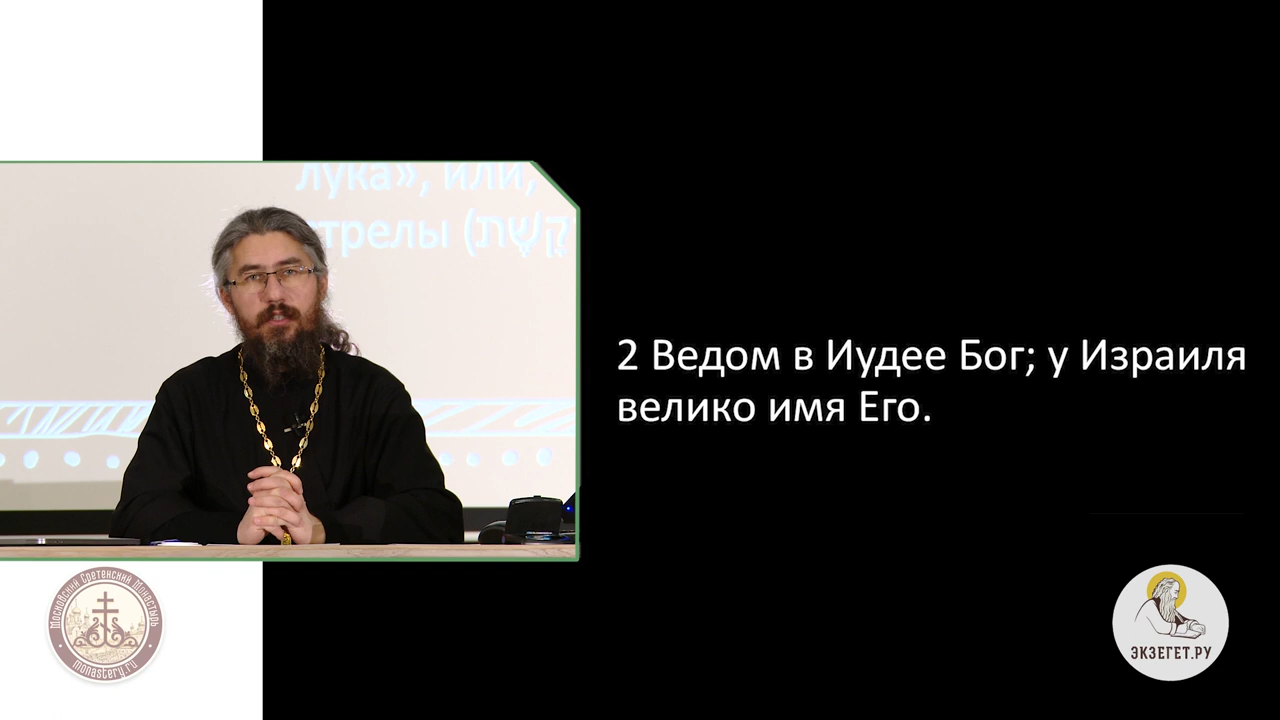 лука», или,
стрелы (קָשֶׁת
2 Ведом в Иудее Бог; у Израиля
велико имя Его.
Московский Сретенский Монастырь
monastery.ru
ЭКЗЕГЕТ.РУ